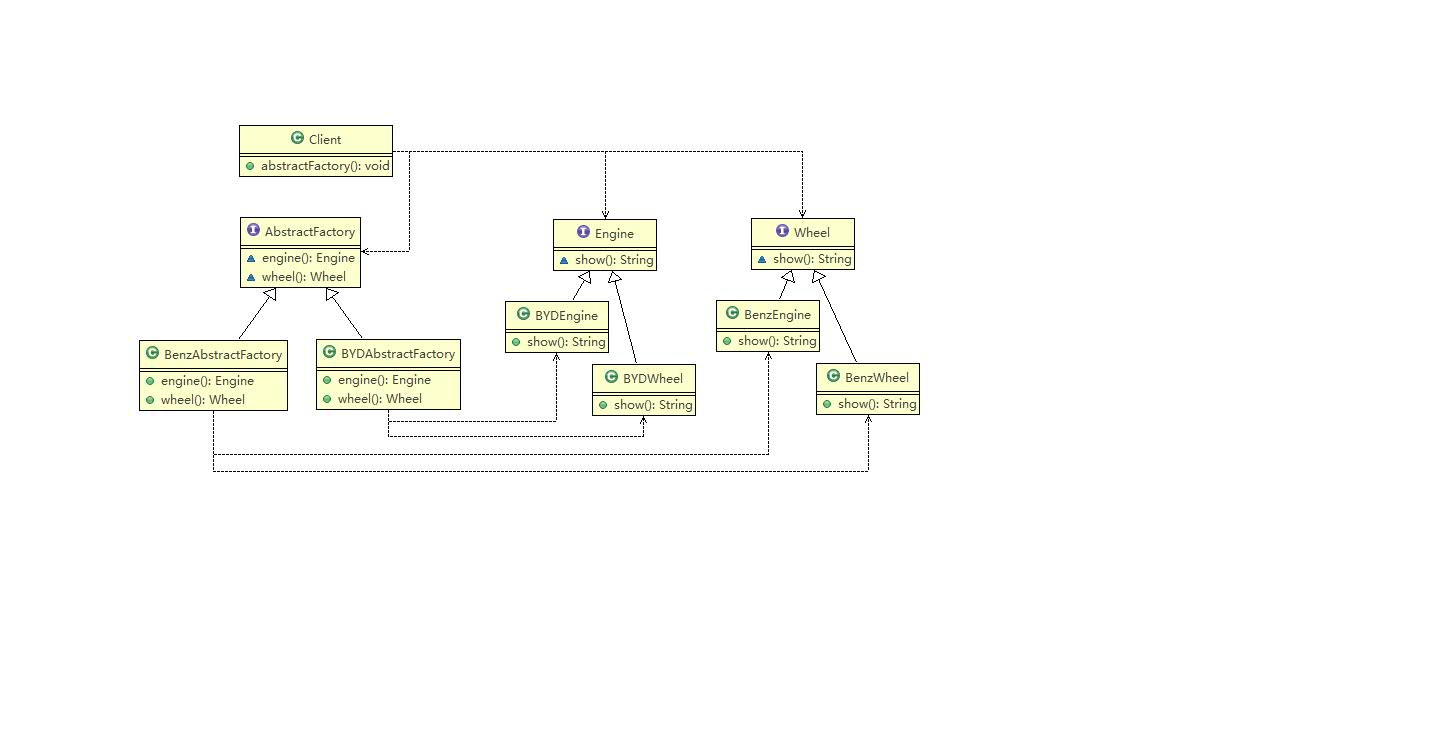 Client
abstractFactory(): void
AbstractFactory
engine(): Engine
wheel(): Wheel
Engine
show(): String
Wheel
show(): String
BenzAbstractFactory
engine(): Engine
wheel(): Wheel
BYDAbstractFactory
engine(): Engine
wheel(): Wheel
BYDEngine
show(): String
BYDWheel
show(): String
BenzEngine
show(): String
BenzWheel
show(): String